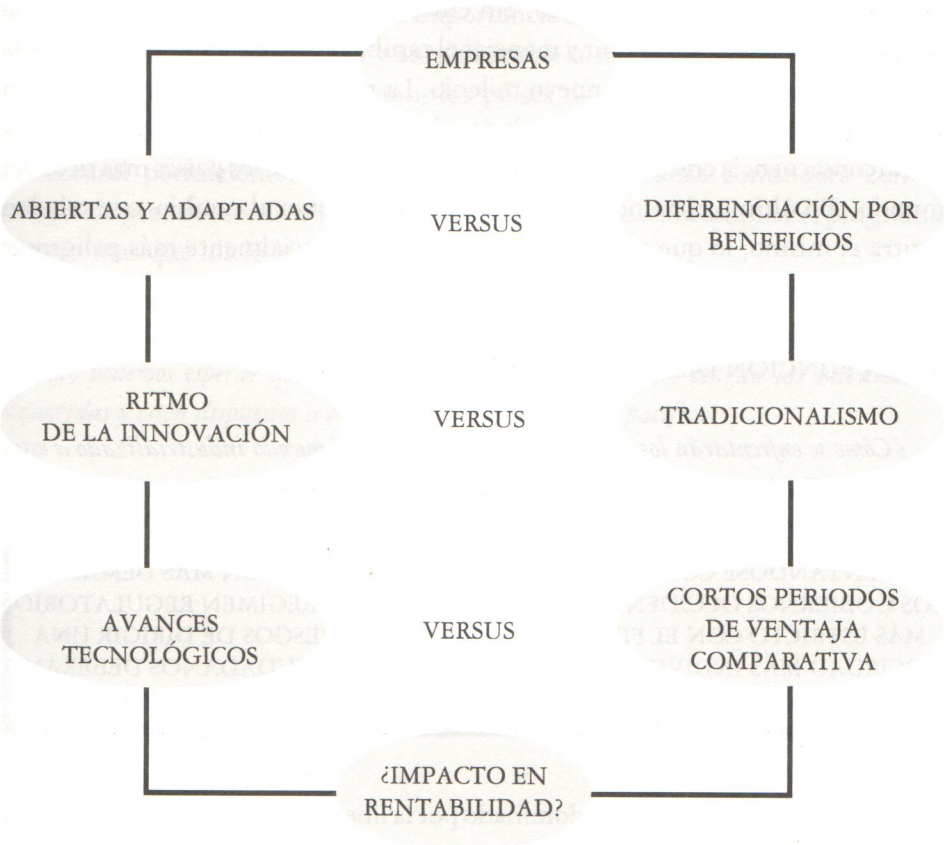 EMPRESAS
ABIERTAS Y ADAPTADAS
VERSUS
DIFERENCIACIÓN POR
BENEFICIOS
RITMO
DE LA INNOVACIÓN
VERSUS
TRADICIONALISMO
AVANCES
TECNOLÓGICOS
VERSUS
CORTOS PERIODOS
DE VENTAJA
COMPARATIVA
¿IMPACTO EN
RENTABILIDAD?